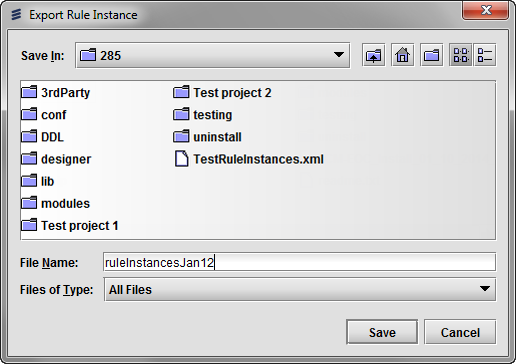 Export Rule Instance
Save In: 285
3rdParty
conf
DDL
designer
lib
modules
Test project 1
Test project 2
testing
uninstall
TestRuleInstances.xml
File Name: ruleInstancesJan12
Files of Type: All Files
Save Cancel